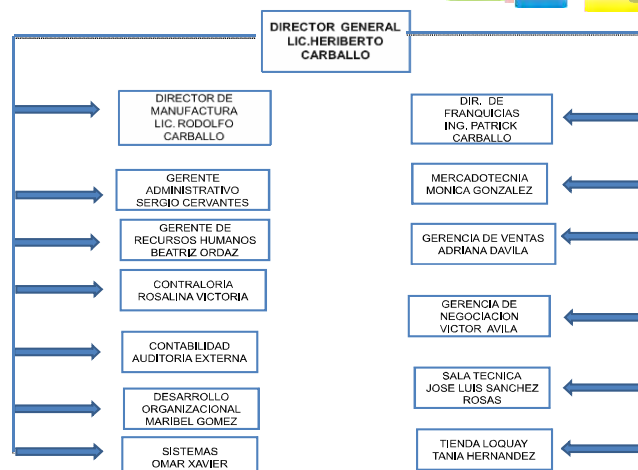 DIRECTOR GENERAL
LIC.HERIBERTO
CARBALLO
DIRECTOR DE
MANUFACTURA
LIC. RODOLFO
CARBALLO
GERENTE
ADMINISTRATIVO
SERGIO CERVANTES
GERENTE DE
RECURSOS HUMANOS
BEATRIZ ORDAZ
CONTRALORIA
ROSALINA VICTORIA
CONTABILIDAD
AUDITORIA EXTERNA
DESARROLLO
ORGANIZACIONAL
MARIBEL GOMEZ
SISTEMAS
OMAR XAVIER
DIR. DE
FRANQUICIAS
ING. PATRICK
CARBALLO
MERCADOTECNIA
MONICA GONZALEZ
GERENCIA DE VENTAS
ADRIANA DAVILA
GERENCIA DE
NEGOCIACION
VICTOR AVILA
SALA TECNICA
JOSE LUIS SANCHEZ
ROSAS
TIENDA LOQUAY
TANIA HERNANDEZ